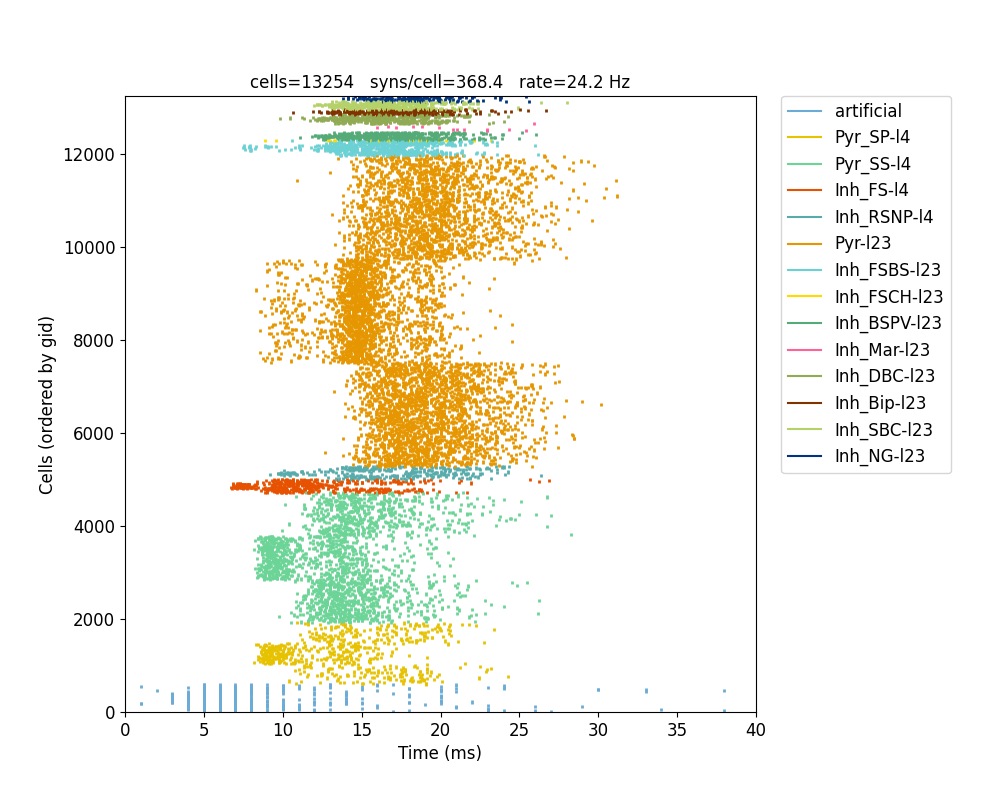 cells=13254   syns/cell=368.4   rate=24.2 Hz
12000
10000
8000
6000
4000
2000
0
Cells (ordered by gid)
0 5 10 15 20 25 30 35 40
Time (ms)
artificial
Pyr_SP-l4
Pyr_SS-l4
Inh_FS-l4
Inh_RSNP-l4
Pyr-l23
Inh_FSBS-l23
Inh_FSCH-l23
Inh_BSPV-l23
Inh_Mar-l23
Inh_DBC-l23
Inh_Bip-l23
Inh_SBC-l23
Inh_NG-l23